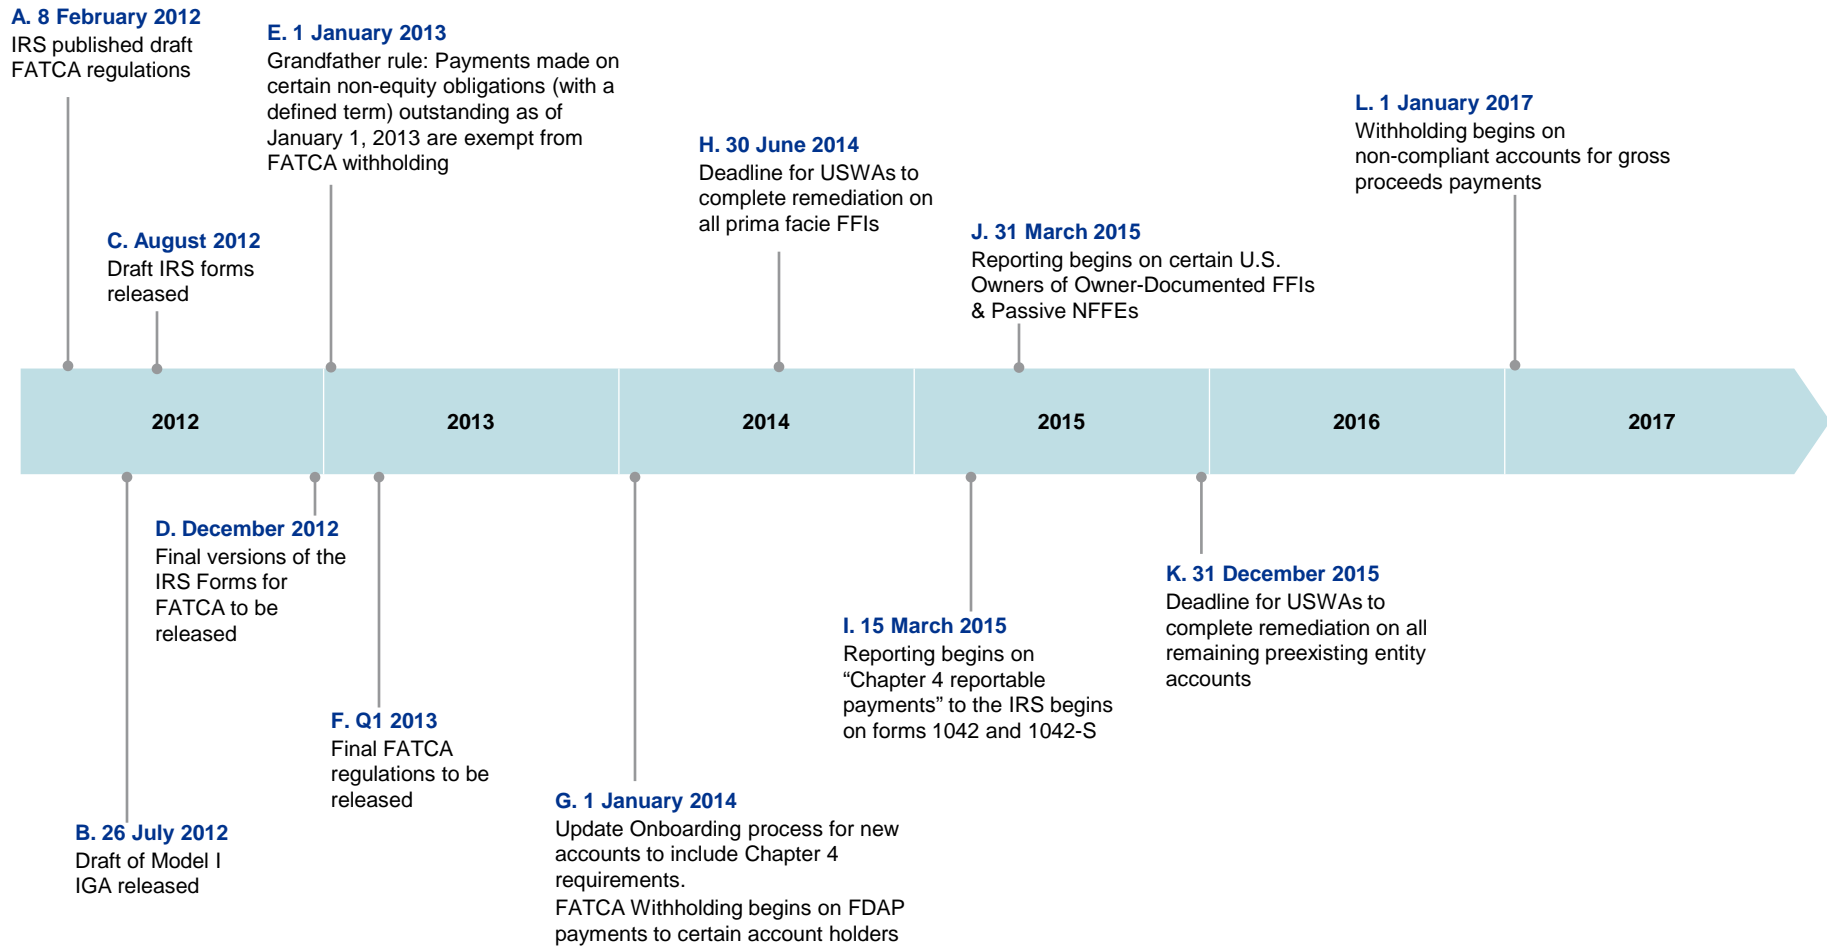 A. 8 February 2012
IRS published draft
FATCA regulations
E. 1 January 2013
Grandfather rule: Payments made on
certain non-equity obligations (with a
defined term) outstanding as of
January 1, 2013 are exempt from
FATCA withholding
L. 1 January 2017
Withholding begins on
non-compliant accounts for gross
proceeds payments
H. 30 June 2014
Deadline for USWAs to
complete remediation on
all prima facie FFIs
C. August 2012
Draft IRS forms
released
J. 31 March 2015
Reporting begins on certain U.S.
Owners of Owner-Documented FFIs
& Passive NFFEs
2012
2013
2014
2015
2016
2017
D. December 2012
Final versions of the
IRS Forms for
FATCA to be
released
K. 31 December 2015
Deadline for USWAs to
complete remediation on all
remaining preexisting entity
accounts
I. 15 March 2015
Reporting begins on
“Chapter 4 reportable
payments” to the IRS begins
on forms 1042 and 1042-S
F. Q1 2013
Final FATCA
regulations to be
released
G. 1 January 2014
Update Onboarding process for new
accounts to include Chapter 4
requirements.
FATCA Withholding begins on FDAP
payments to certain account holders
B. 26 July 2012
Draft of Model I
IGA released